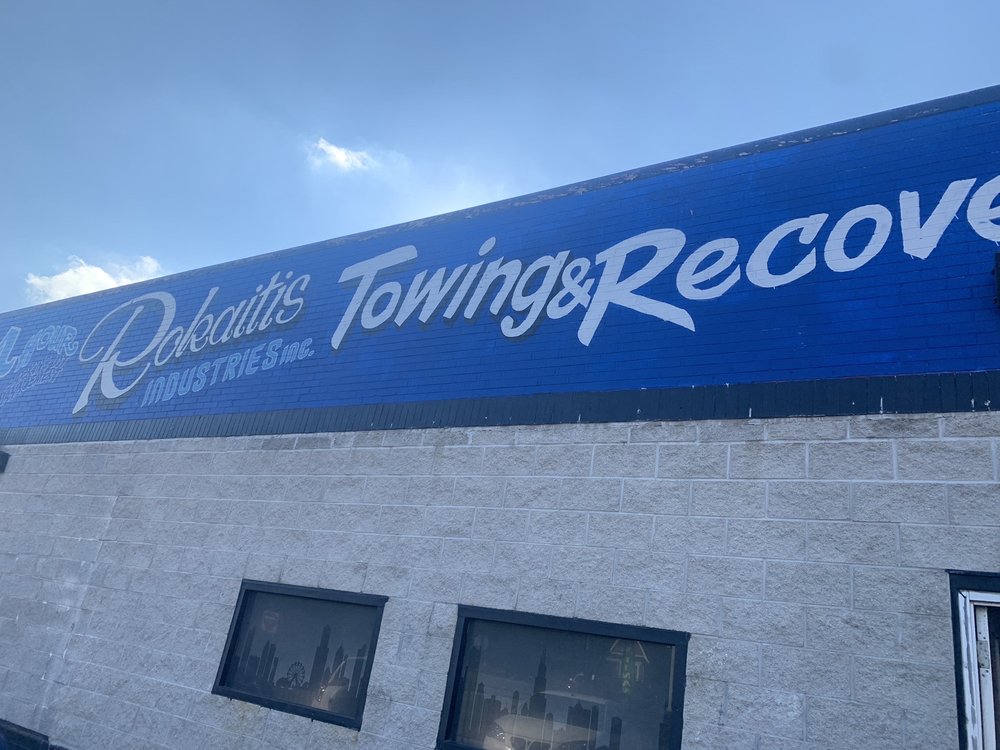 Rokaitis
INDUSTRIES INC.
Towing & Recove